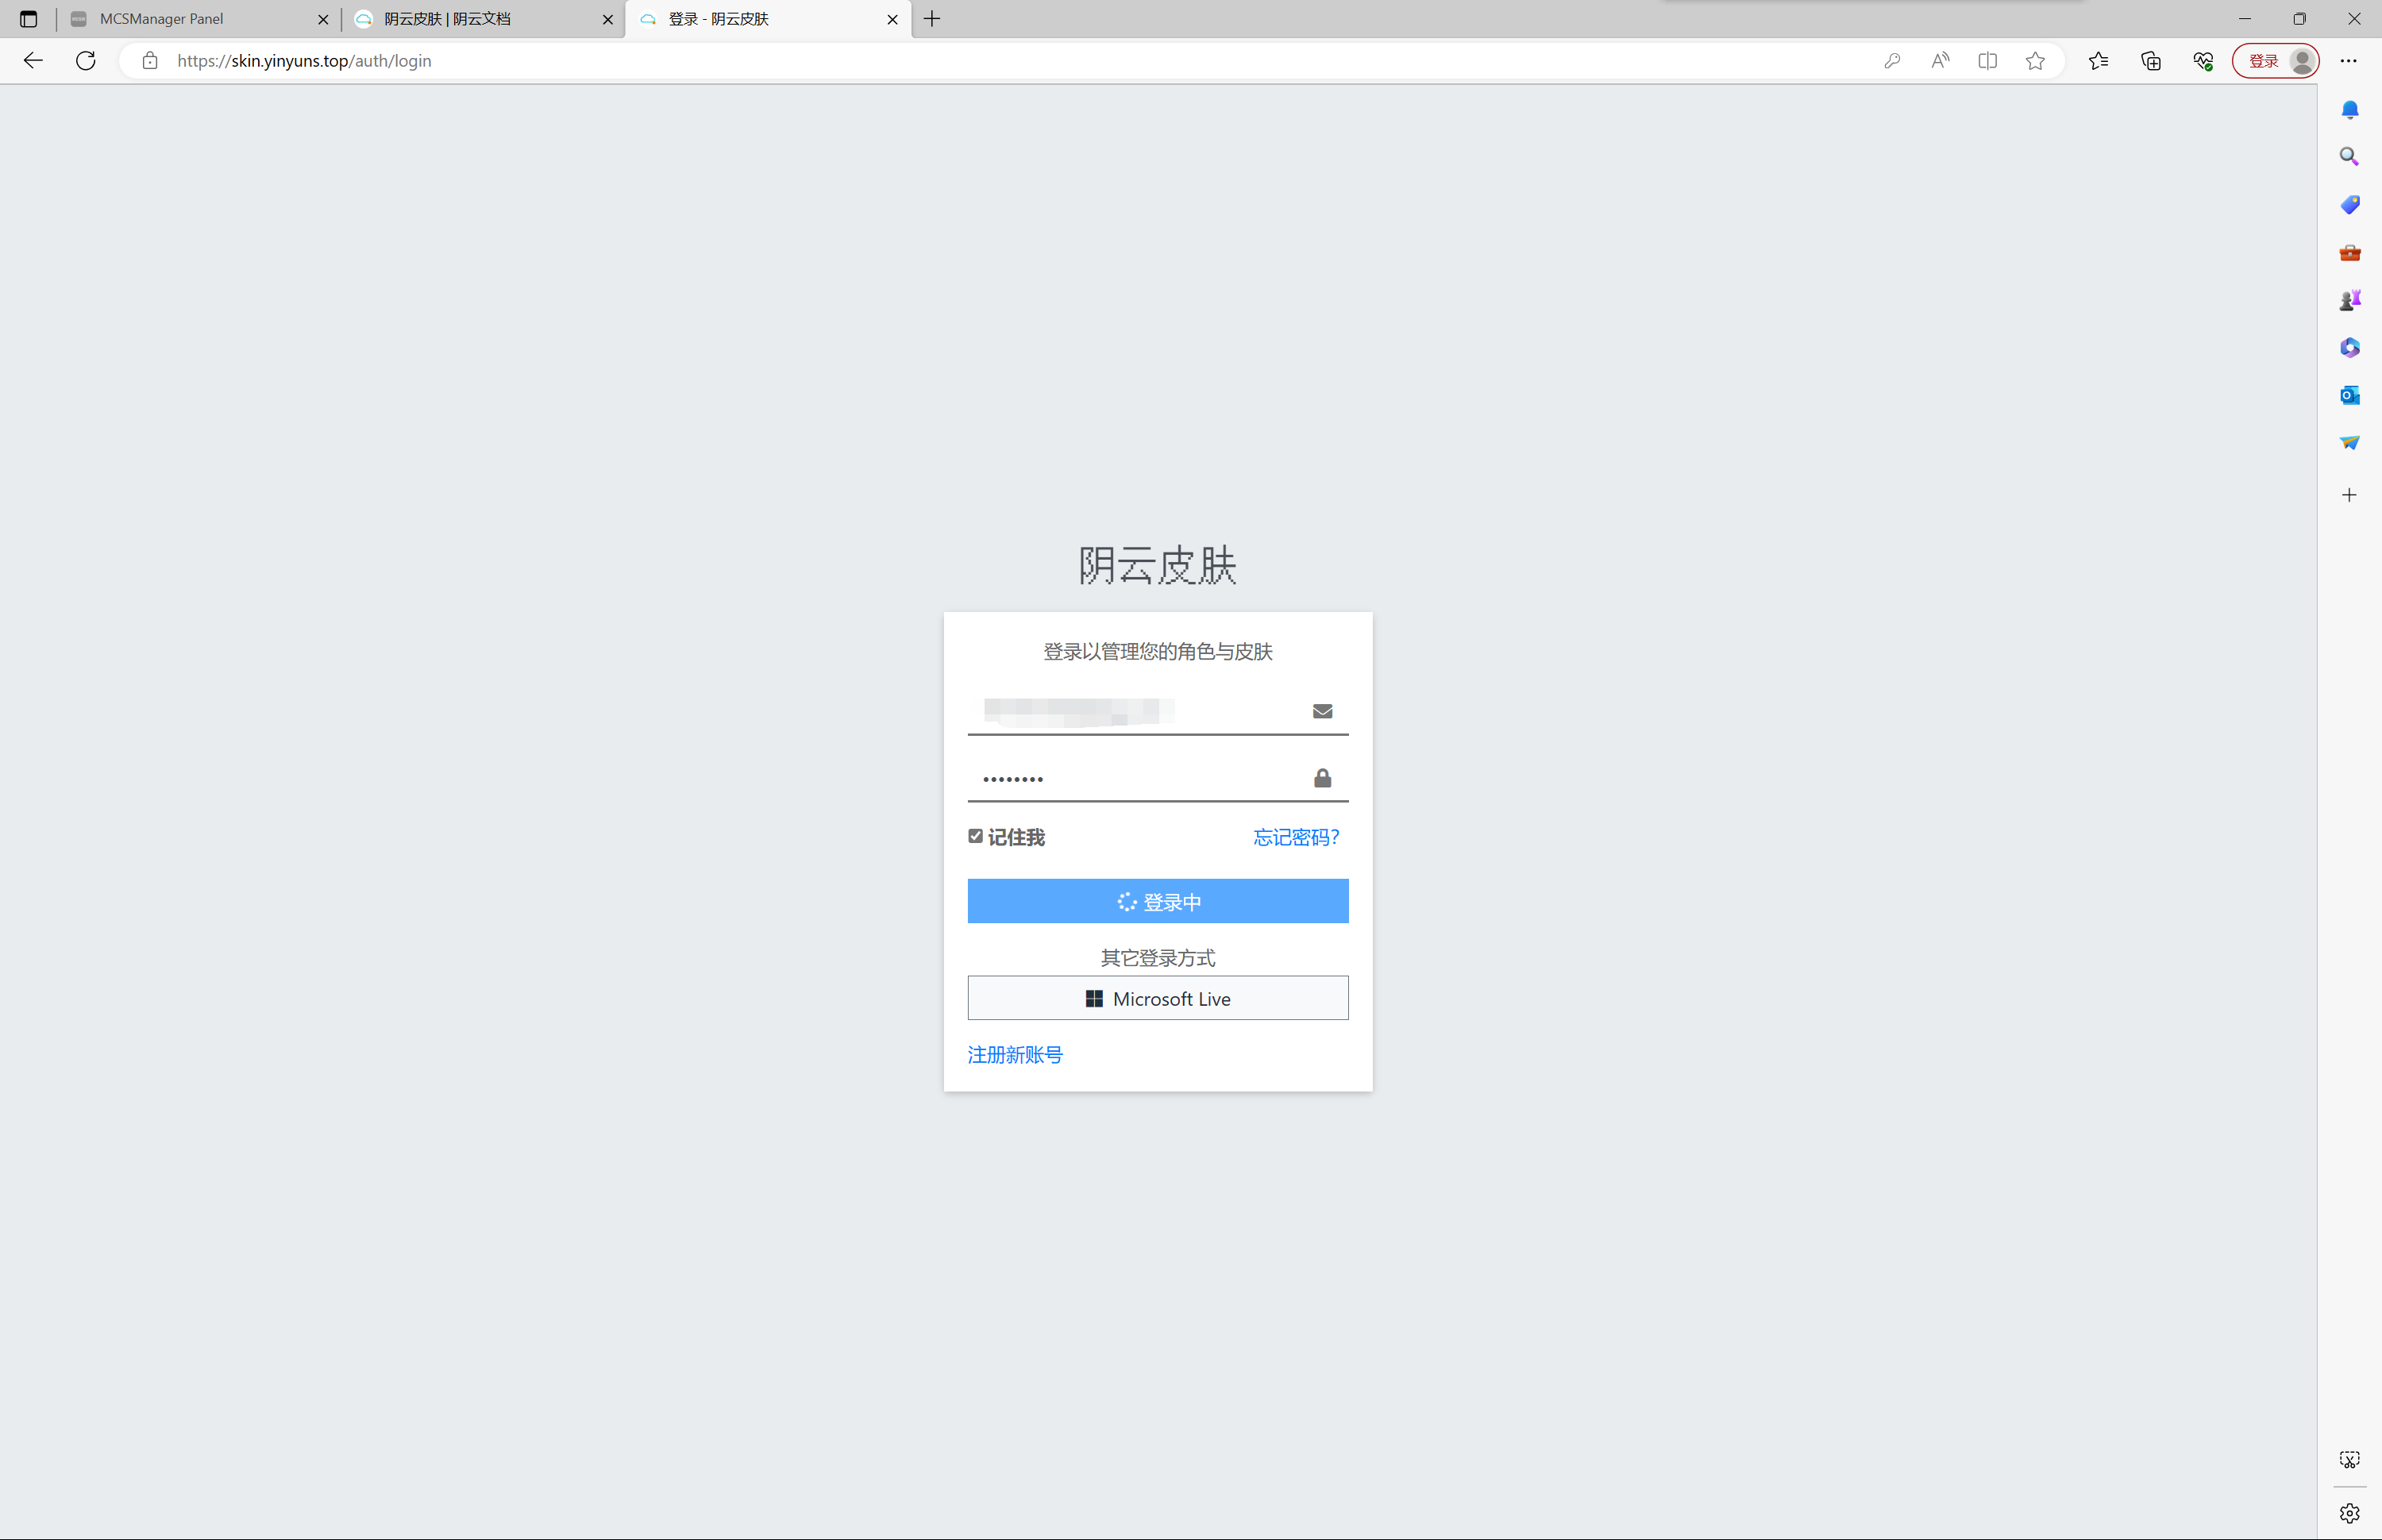 MCSManager Panel
阴云皮肤 | 阴云文档
登录 - 阴云皮肤
https://skin.yinyuns.top/auth/login
登录
阴云皮肤
登录以管理您的角色与皮肤
记住我
忘记密码?
登录中
其它登录方式
Microsoft Live
注册新账号